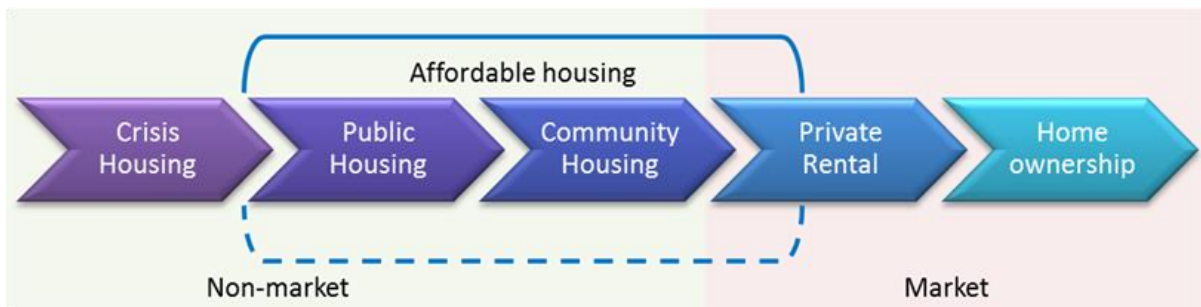 Affordable housing
Crisis
Housing
Public
Housing
Community
Housing
Private
Rental
Home
ownership
Non-market
Market